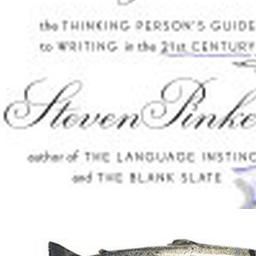 the THINKING PERSON'S GUIDE
to WRITING in the 21st CENTURY
Steven Pinke
author of THE LANGUAGE INSTINC
and THE BLANK SLATE